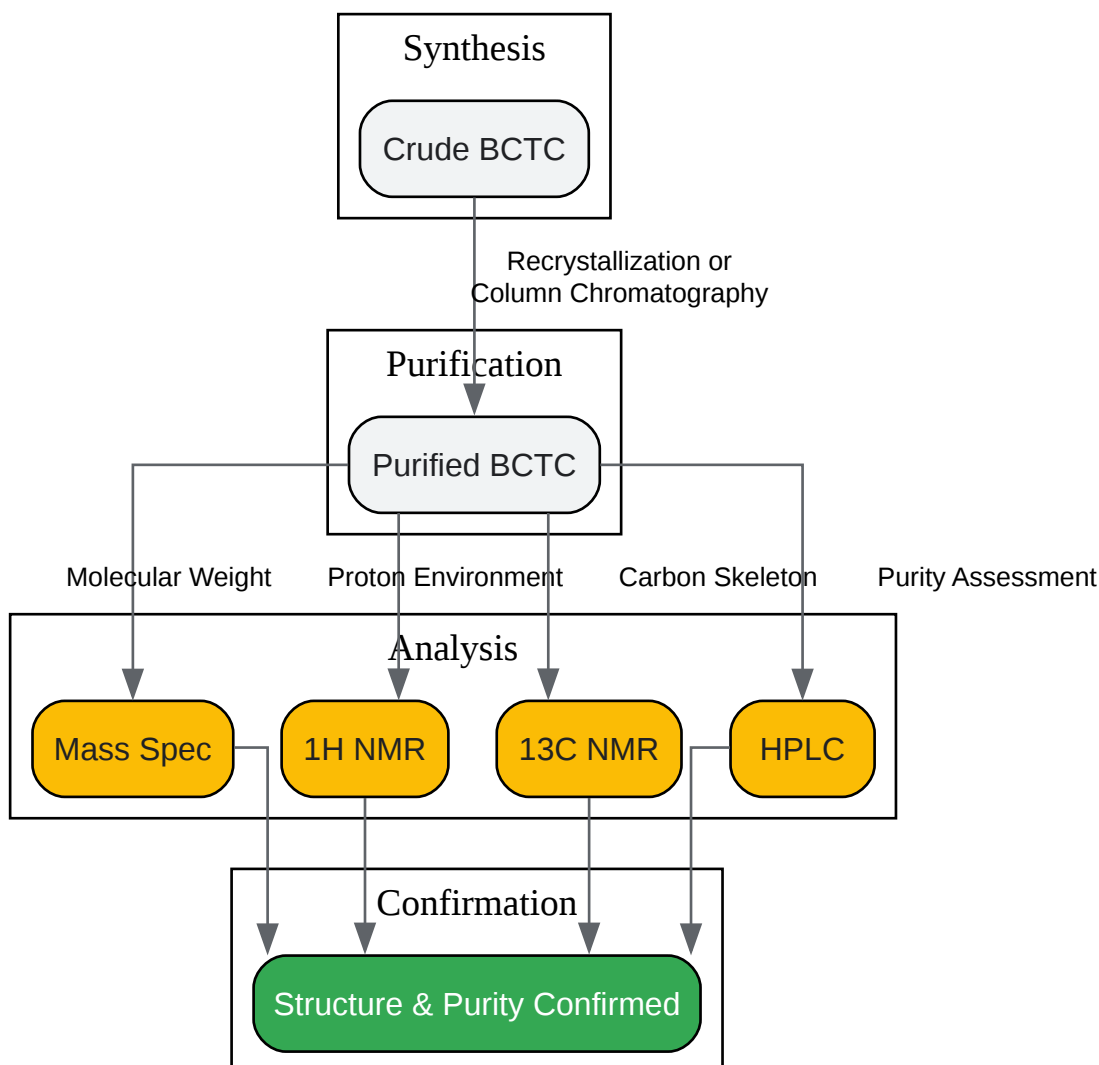 Synthesis
Crude BCTC
Recrystallization or
Column Chromatography
Purification
Purified BCTC
Molecular Weight
Proton Environment
Carbon Skeleton
Purity Assessment
Analysis
Mass Spec
1H NMR
13C NMR
HPLC
Confirmation
Structure & Purity Confirmed